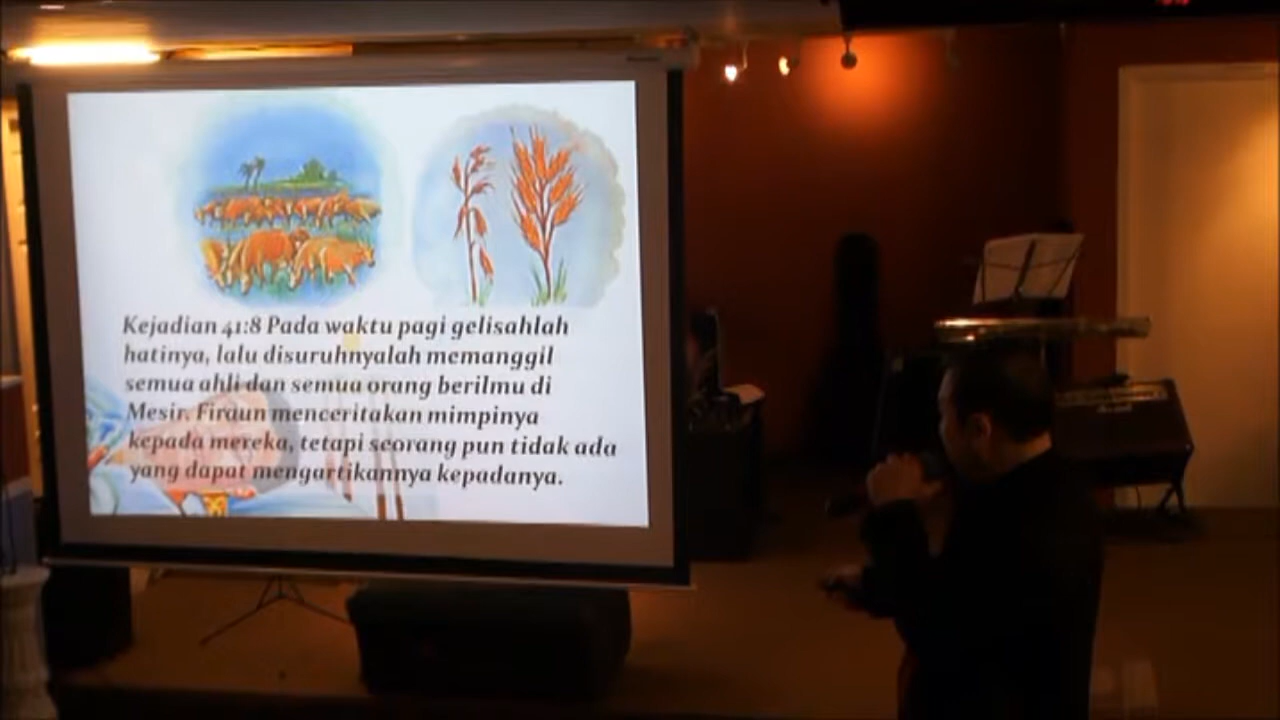 Kejadian 41:8 Pada waktu pagi gelisahlah
hatinya, lalu disuruhnyalah memanggil
semua ahli dan semua orang berilmu di
Mesir. Firaun menceritakan mimpinya
kepada mereka, tetapi seorang pun tidak ada
yang dapat mengartikannya kepadanya.